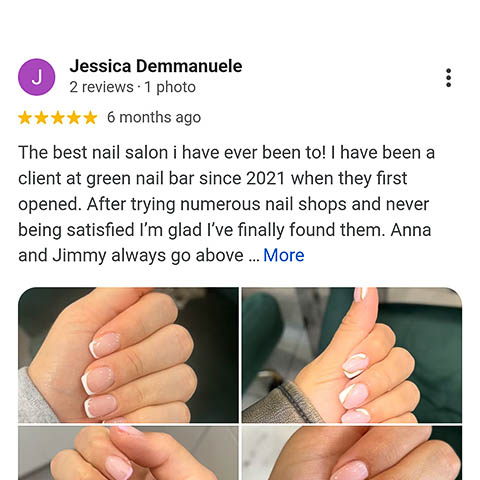 J
Jessica Demmanuele
2 reviews · 1 photo
6 months ago
The best nail salon i have ever been to! I have been a
client at green nail bar since 2021 when they first
opened. After trying numerous nail shops and never
being satisfied I’m glad I’ve finally found them. Anna
and Jimmy always go above ... More